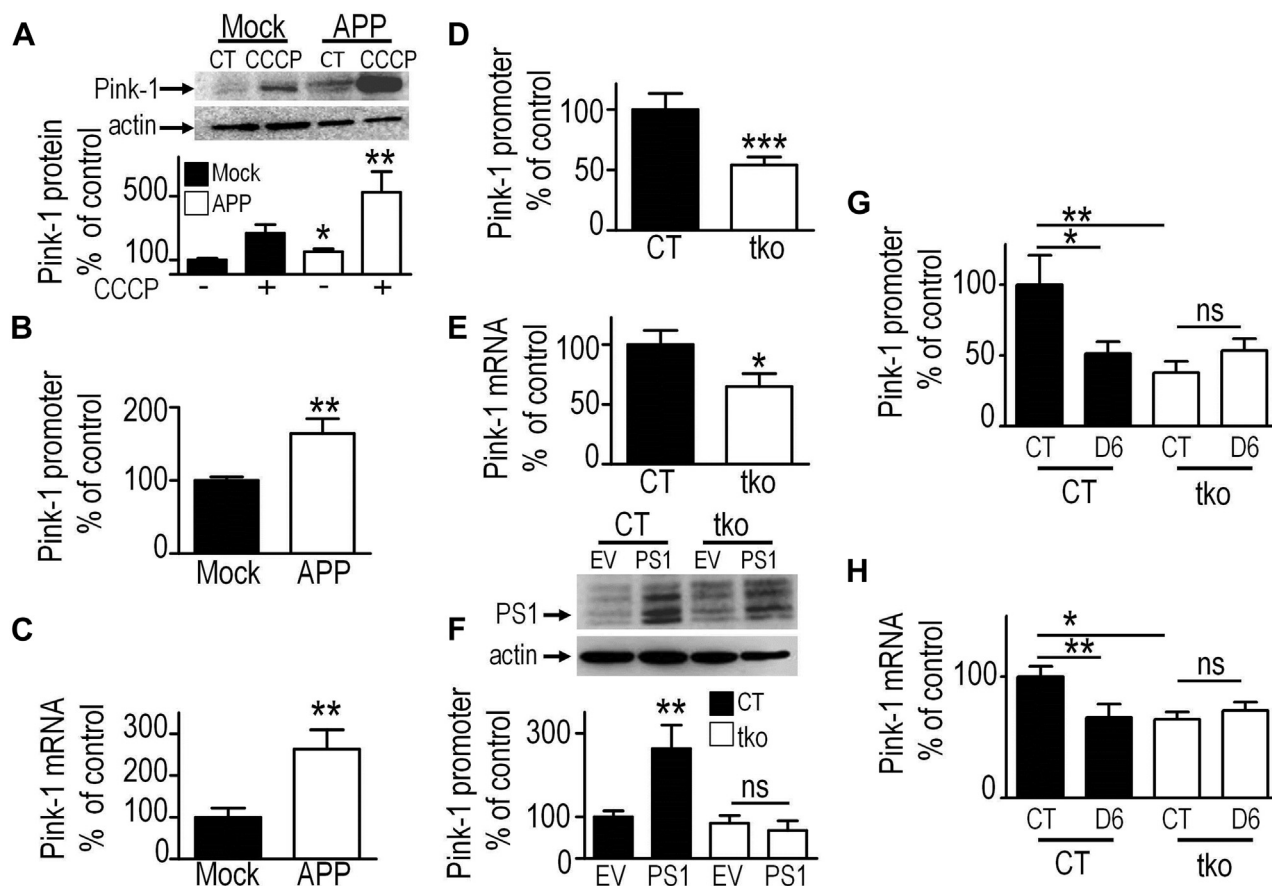 A
Mock APP
CT CCCP CT CCCP
Pink-1
actin
Pink-1 protein
% of control
500
100
Mock
APP
*
**
CCCP - + - +
B
Pink-1 promoter
% of control
200
100
0
**
Mock APP
C
Pink-1 mRNA
% of control
300
200
100
0
**
Mock APP
D
Pink-1 promoter
% of control
100
50
0
***
CT tko
E
Pink-1 mRNA
% of control
100
50
0
*
CT tko
F
CT tko
EV PS1 EV PS1
PS1
actin
Pink-1 promoter
% of control
300
100
0
**
CT
tko
ns
EV PS1 EV PS1
G
Pink-1 promoter
% of control
100
50
0
**
*
ns
CT D6 CT D6
CT tko
H
Pink-1 mRNA
% of control
100
0
*
**
ns
CT D6 CT D6
CT tko